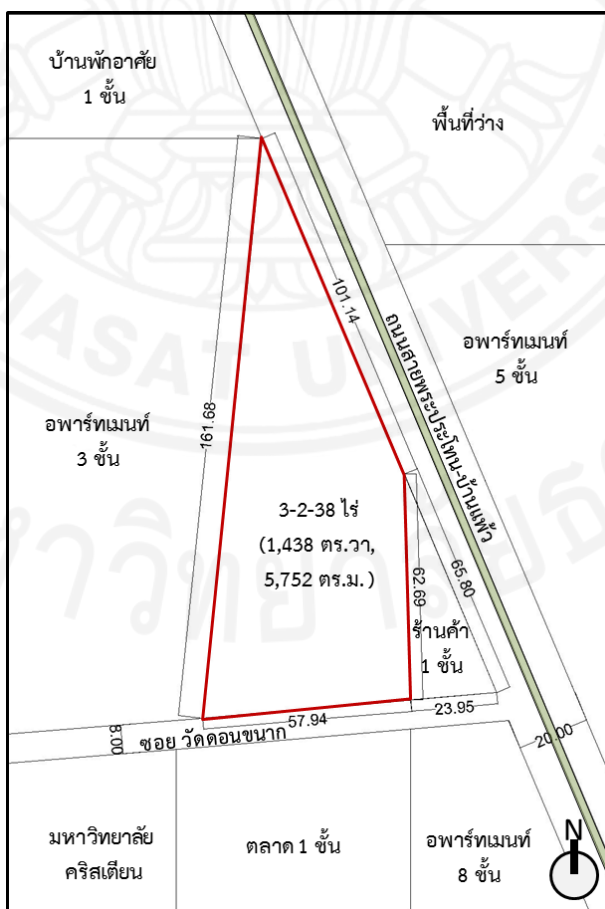 บ้านพักอาศัย
1 ชั้น
พื้นที่ว่าง
101.14
ถนนสายพระประโทน-บ้านแพ้ว
อพาร์ทเมนท์
5 ชั้น
161.68
อพาร์ทเมนท์
3 ชั้น
3-2-38 ไร่
(1,438 ตร.วา,
5,752 ตร.ม.)
62.69
65.80
ร้านค้า
1 ชั้น
57.94
23.95
8.00
ซอย วัดดอนขนาก
20.00
มหาวิทยาลัย
คริสเตียน
ตลาด 1 ชั้น
อพาร์ทเมนท์
8 ชั้น
N
MASAT UNIVERS